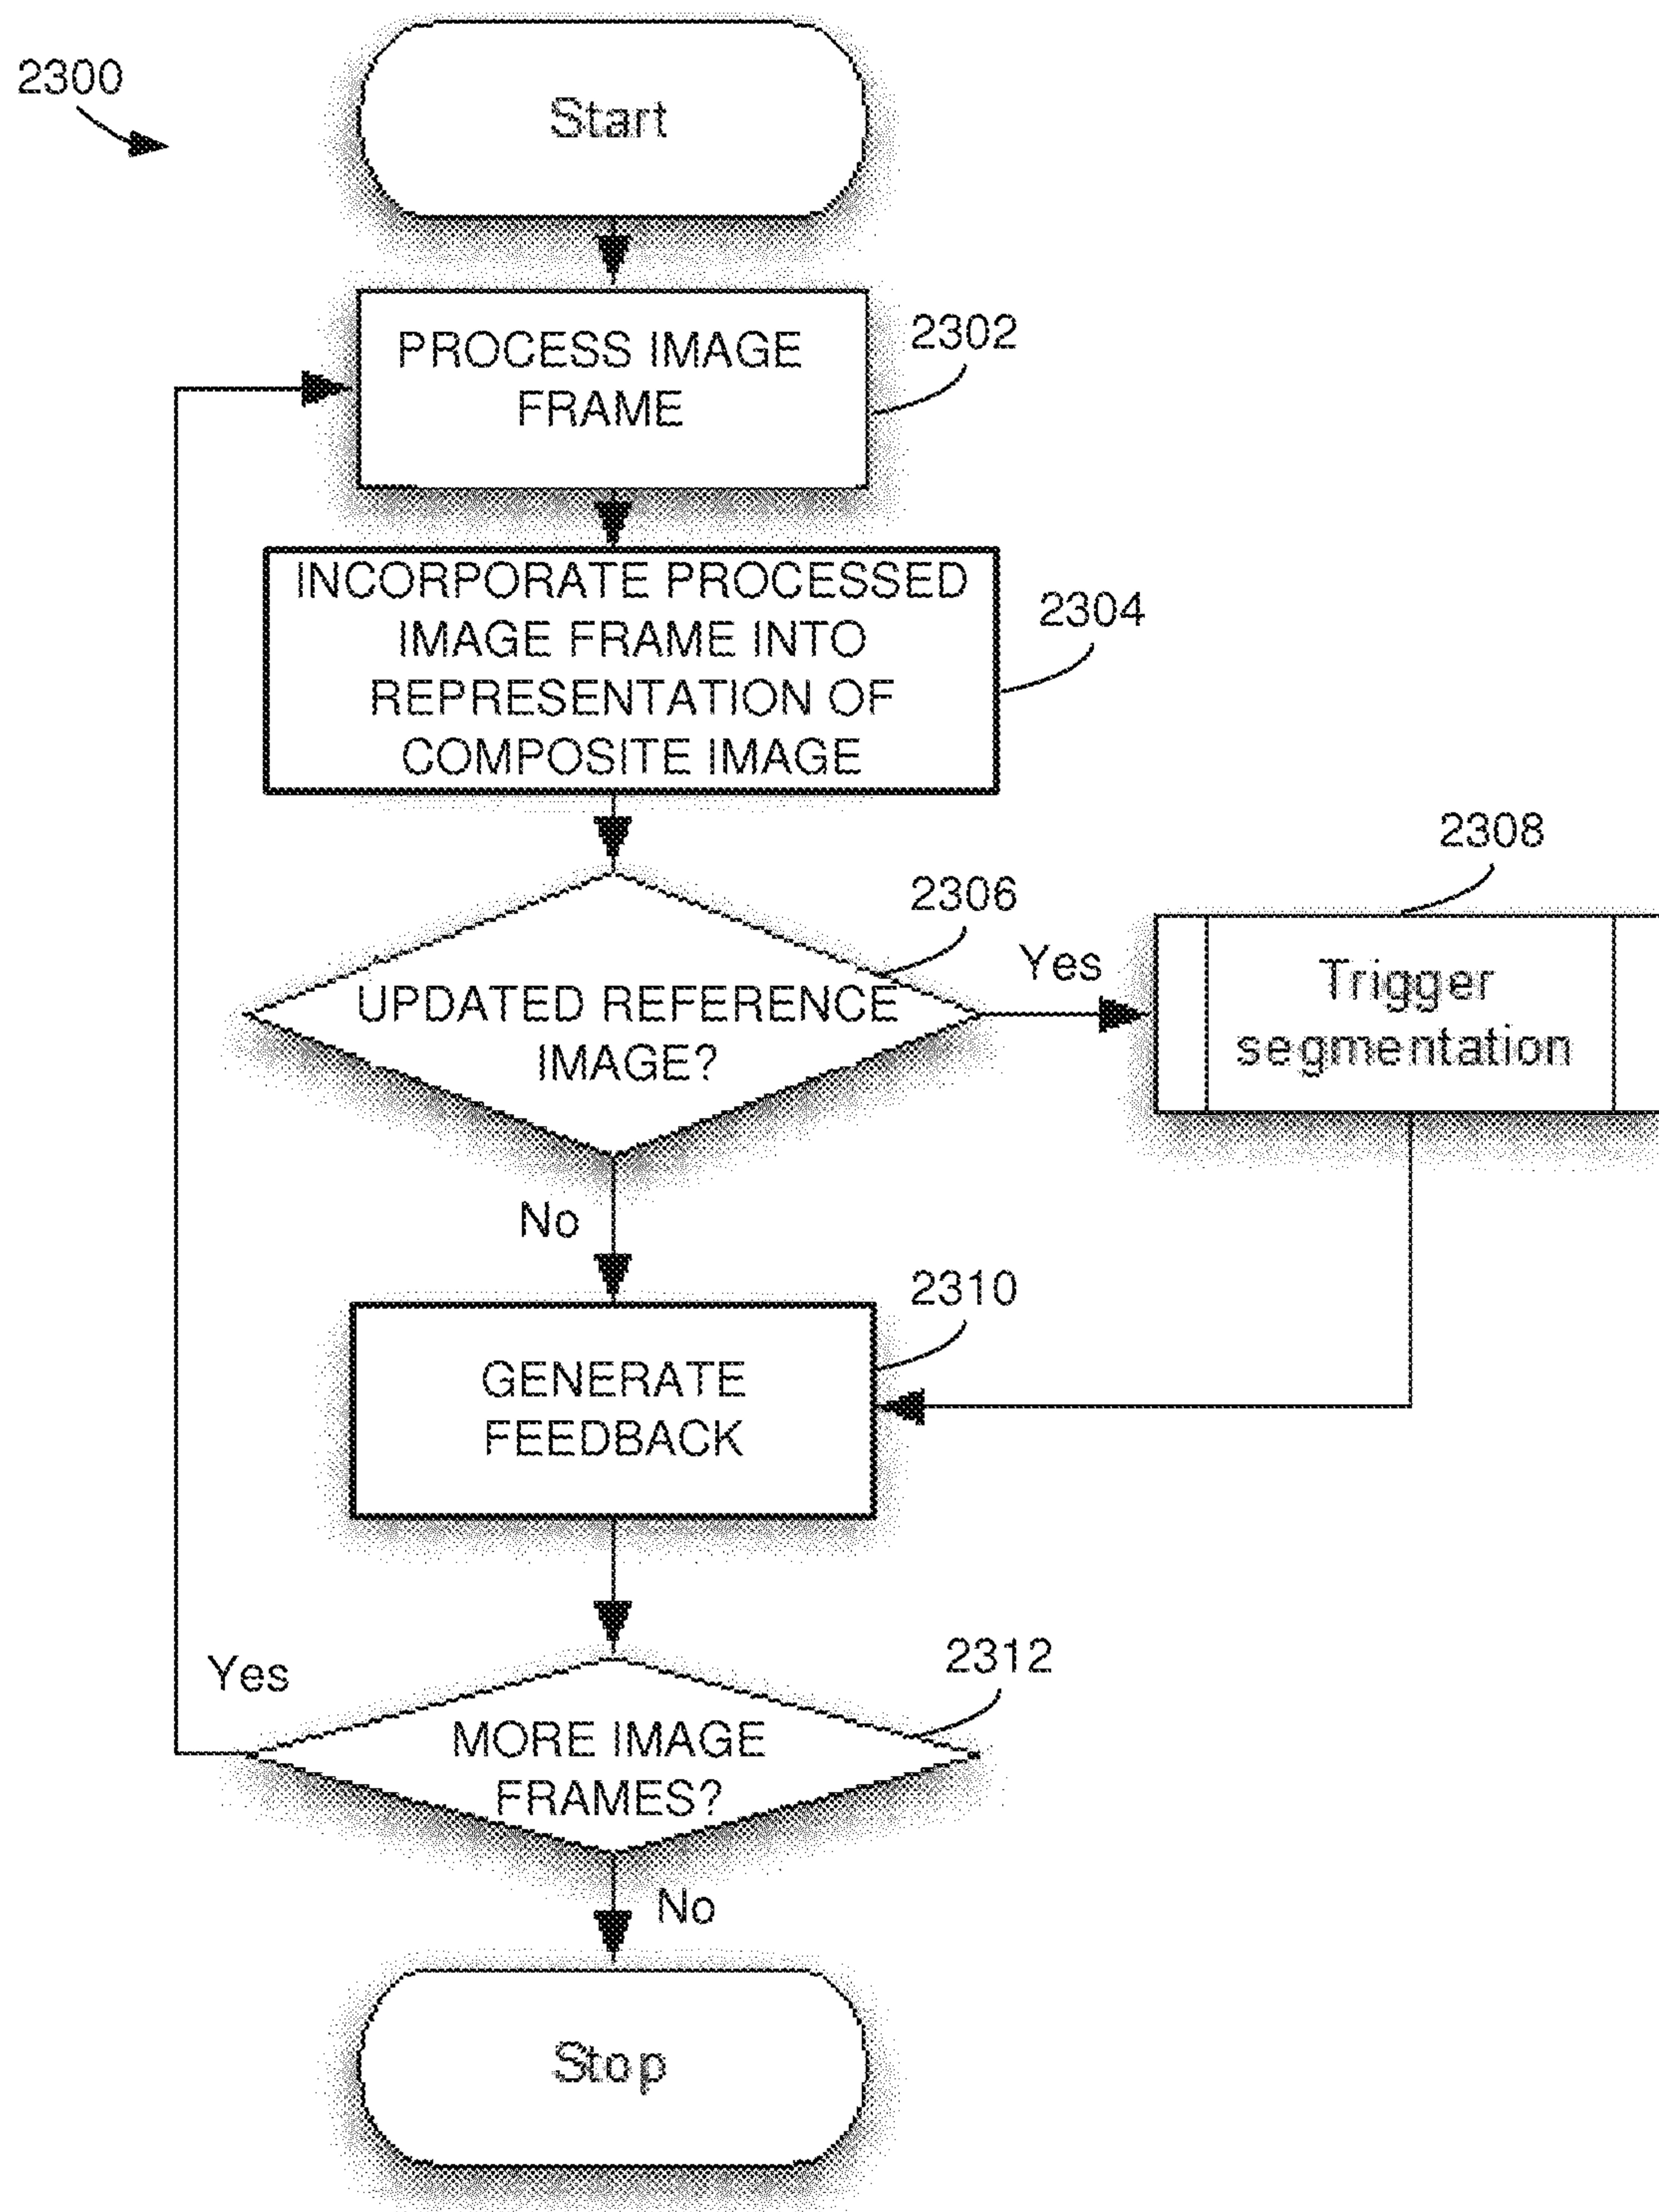 2300
Start
PROCESS IMAGE
FRAME
2302
INCORPORATE PROCESSED
IMAGE FRAME INTO
REPRESENTATION OF
COMPOSITE IMAGE
2304
2306
UPDATED REFERENCE
IMAGE?
Yes
2308
Trigger
segmentation
No
2310
GENERATE
FEEDBACK
Yes
2312
MORE IMAGE
FRAMES?
No
Stop